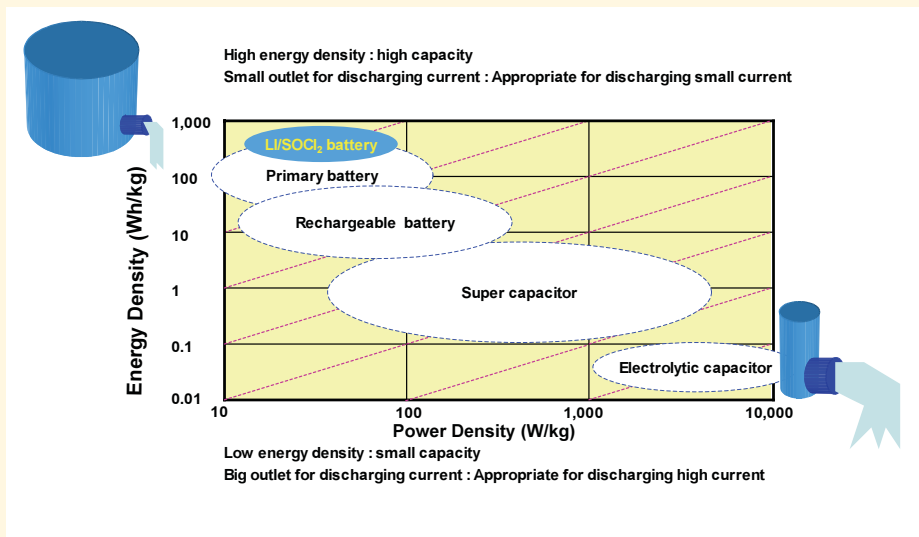 High energy density : high capacity
Small outlet for discharging current : Appropriate for discharging small current
1,000
LI/SOCl₂ battery
100
Primary battery
Rechargeable battery
10
Energy Density (Wh/kg)
1
Super capacitor
0.1
Electrolytic capacitor
0.01
10
100
1,000
10,000
Power Density (W/kg)
Low energy density : small capacity
Big outlet for discharging current : Appropriate for discharging high current